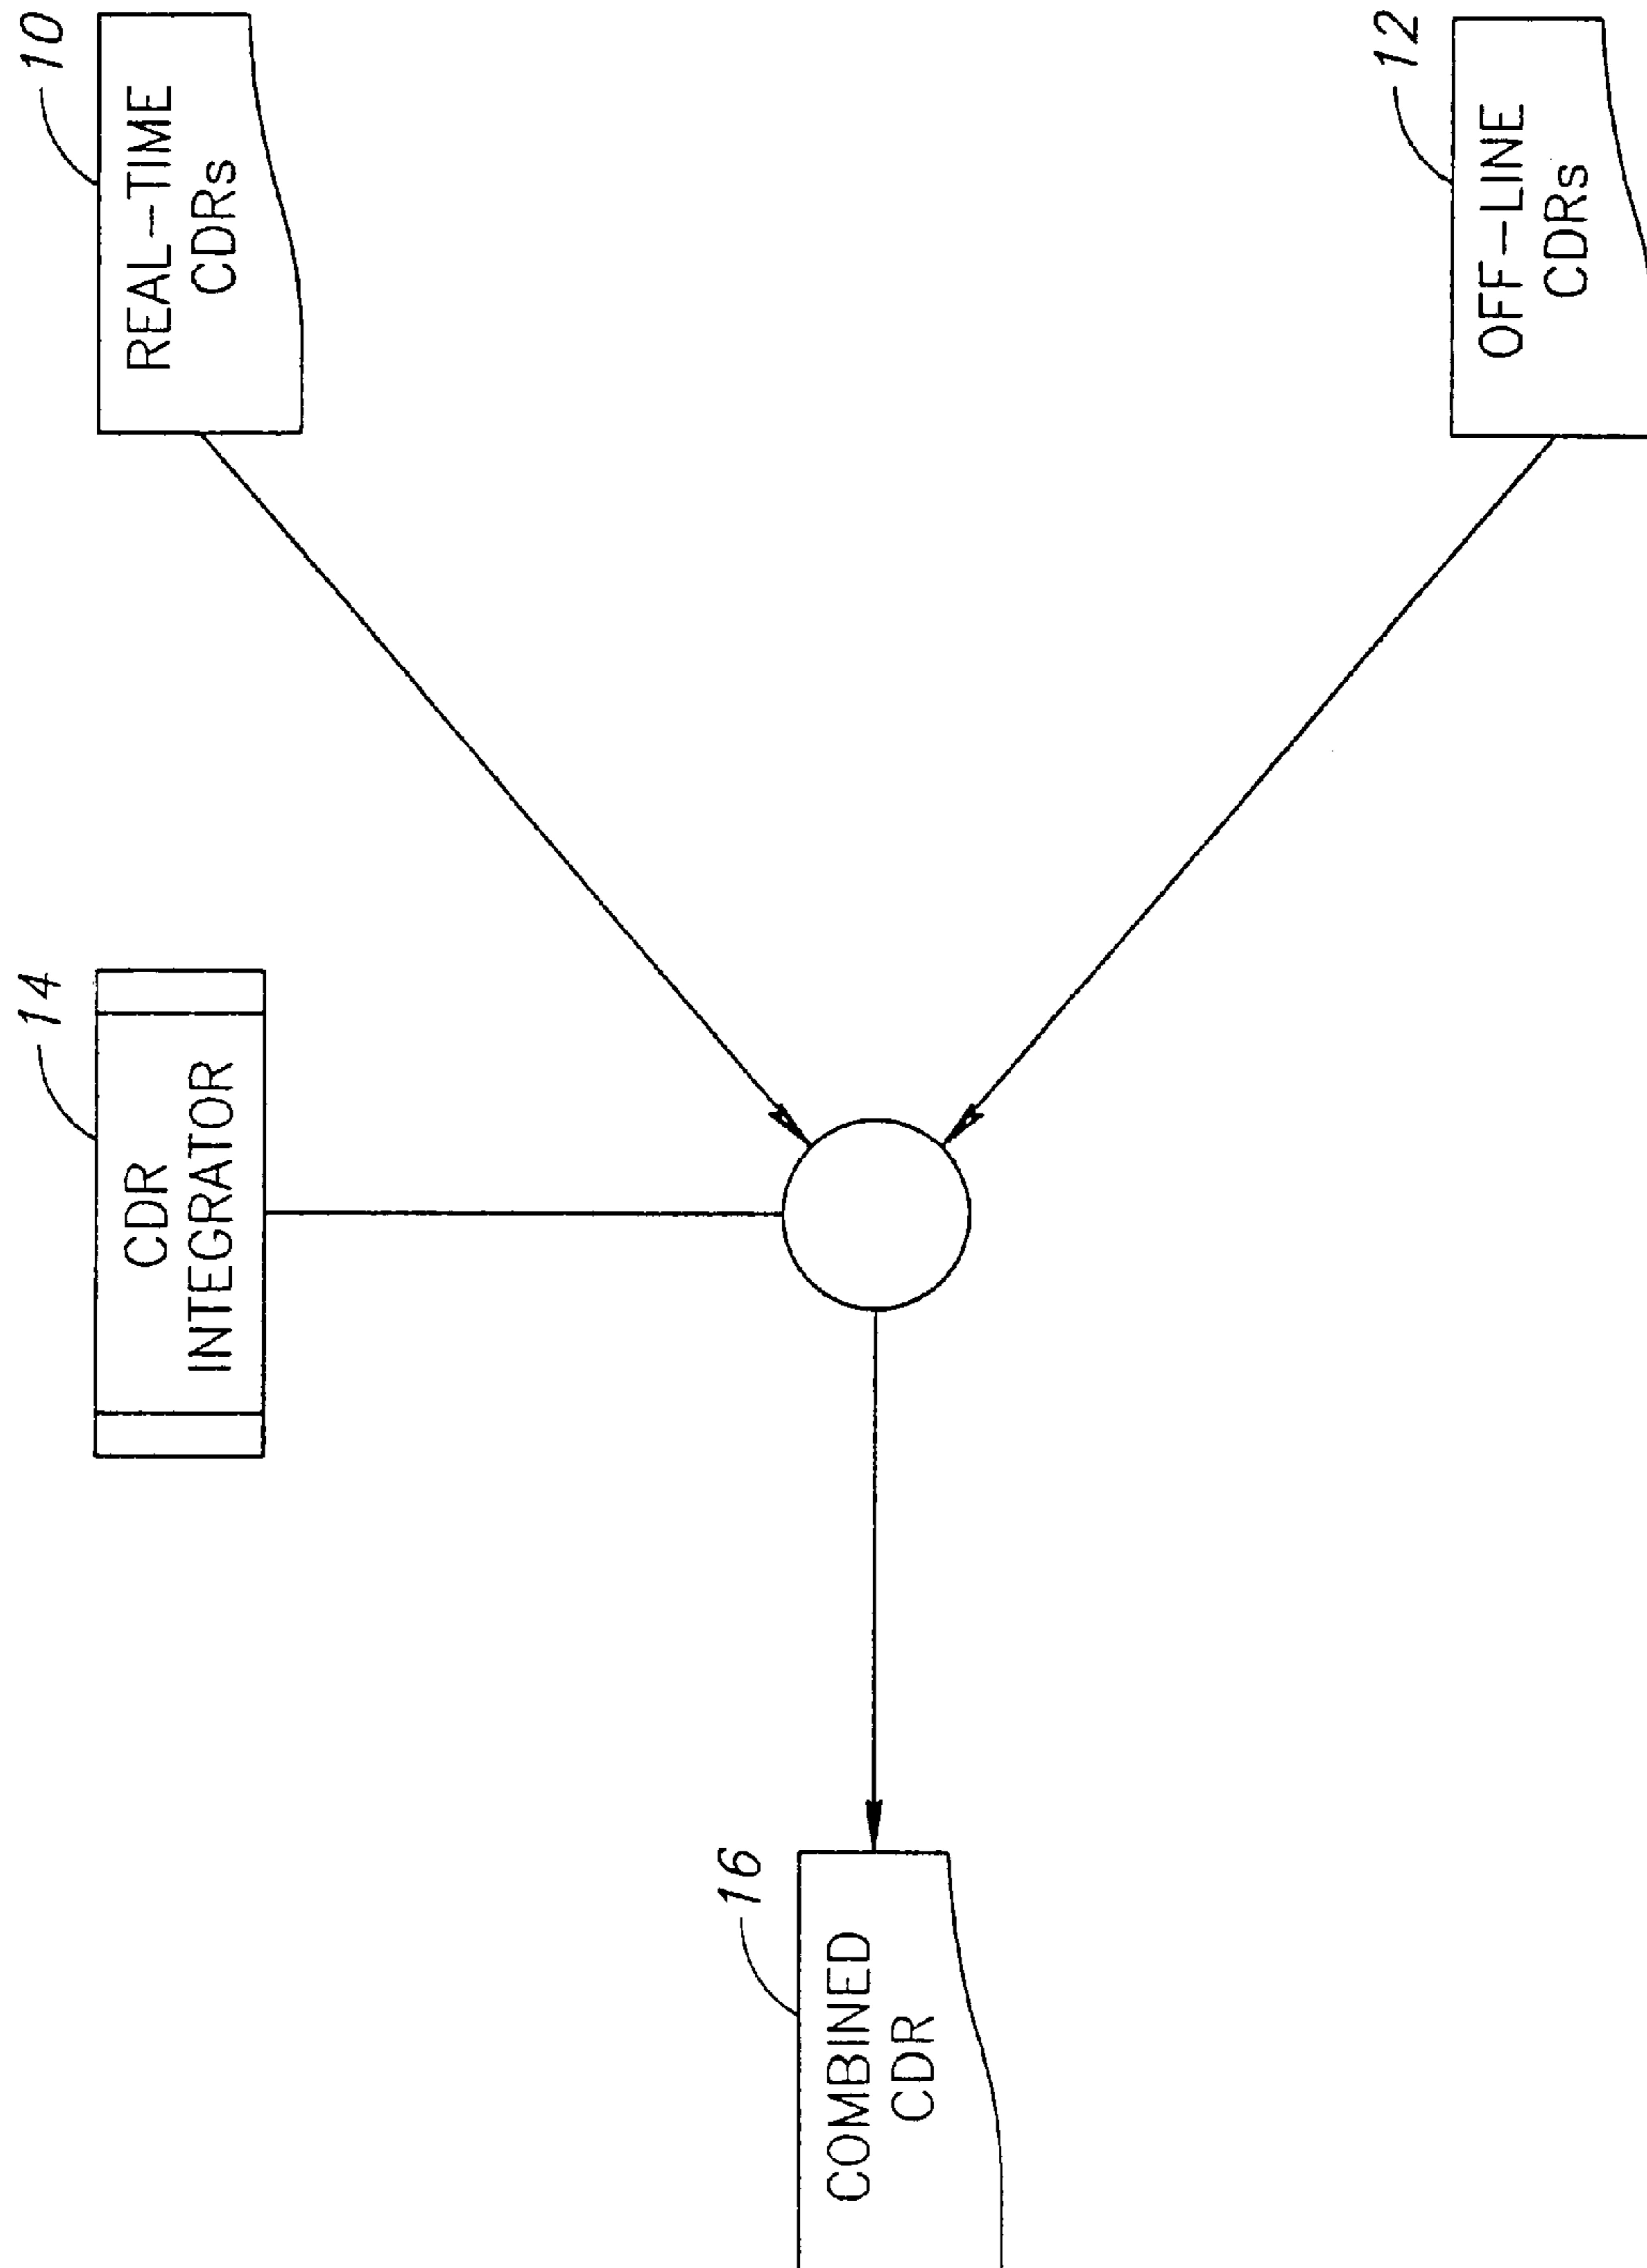 10
REAL-TIME
CDRs
12
OFF-LINE
CDRs
14
CDR
INTEGRATOR
16
COMBINED
CDR